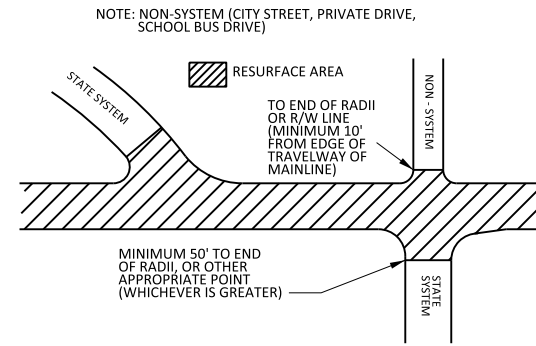 NOTE: NON-SYSTEM (CITY STREET, PRIVATE DRIVE,
SCHOOL BUS DRIVE)
STATE SYSTEM
RESURFACE AREA
TO END OF RADII
OR R/W LINE
(MINIMUM 10'
FROM EDGE OF
TRAVELWAY OF
MAINLINE)
NON - SYSTEM
MINIMUM 50' TO END
OF RADII, OR OTHER
APPROPRIATE POINT
(WHICHEVER IS GREATER)
STATE
SYSTEM